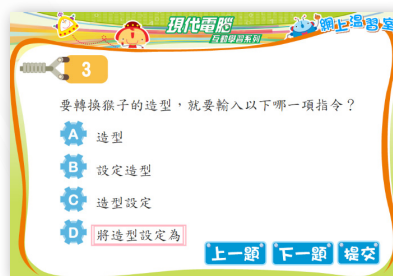 現代電腦
互動學習系列
網上溫習室
3
要轉換猴子的造型，就要輸入以下哪一項指令？
A 造型
B 設定造型
C 造型設定
D 將造型設定為
上一題 下一題 提交